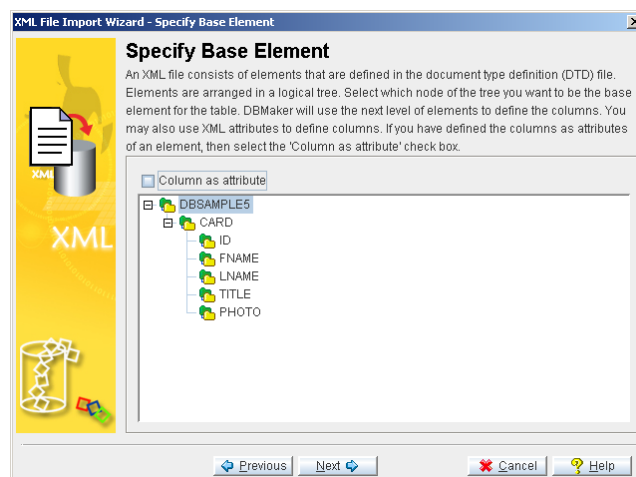 XML File Import Wizard - Specify Base Element
Specify Base Element
An XML file consists of elements that are defined in the document type definition (DTD) file.
Elements are arranged in a logical tree. Select which node of the tree you want to be the base
element for the table. DBMaker will use the next level of elements to define the columns. You
may also use XML attributes to define columns. If you have defined the columns as attributes
of an element, then select the 'Column as attribute' check box.
XML
XML
Column as attribute
DBSAMPLE5
CARD
ID
FNAME
LNAME
TITLE
PHOTO
Previous Next Cancel Help